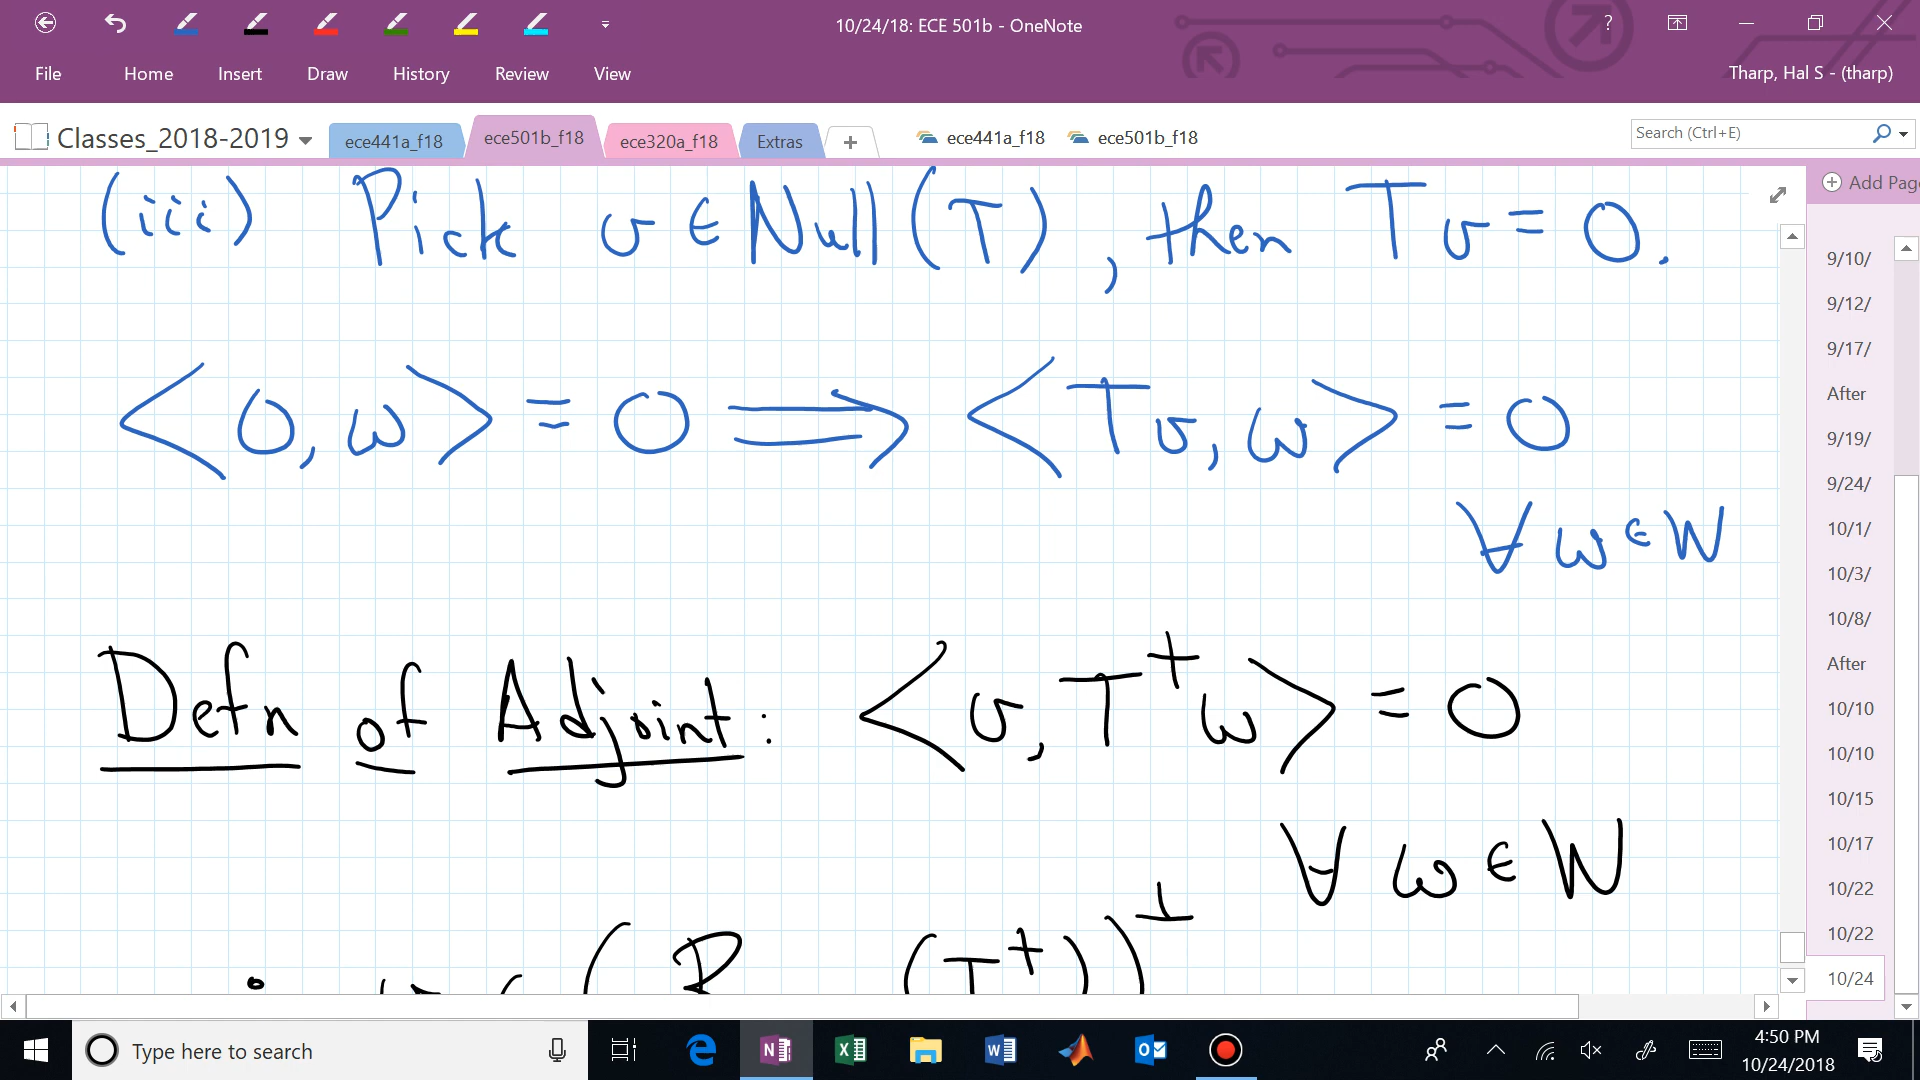 10/24/18: ECE 501b - OneNote
?
File Home Insert Draw History Review View
Tharp, Hal S - (tharp)
Classes_2018-2019
ece441a_f18
ece501b_f18
ece320a_f18
Extras
ece441a_f18
ece501b_f18
Search (Ctrl+E)
Add Pag
(iii) Pick v ∈ Null(T), then Tv = 0.
<0, w> = 0 ⟹ <Tv, w> = 0
∀ w ∈ W
Defn of Adjoint: <v, T⁺w> = 0
∀ w ∈ W
(T⁺))⊥
9/10/
9/12/
9/17/
After
9/19/
9/24/
10/1/
10/3/
10/8/
After
10/10
10/10
10/15
10/17
10/22
10/22
10/24
Type here to search
4:50 PM
10/24/2018